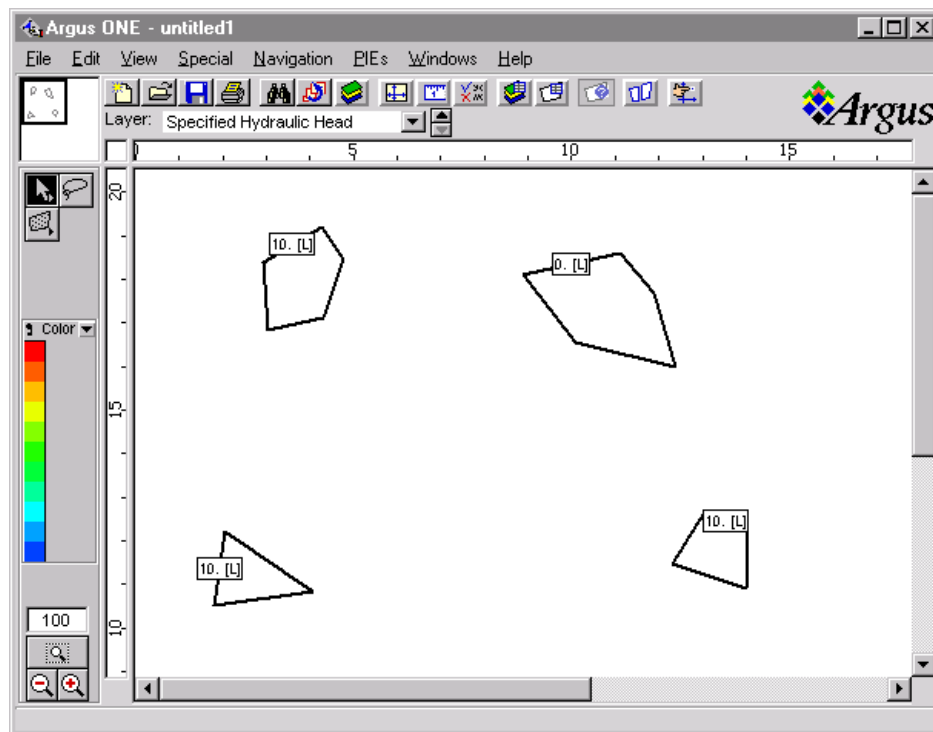 Argus ONE - untitled1
File Edit View Special Navigation PIEs Windows Help
Layer: Specified Hydraulic Head
Argus
0 5 10 15
20
10. [L]
0. [L]
Color
15
10. [L]
10. [L]
100
10